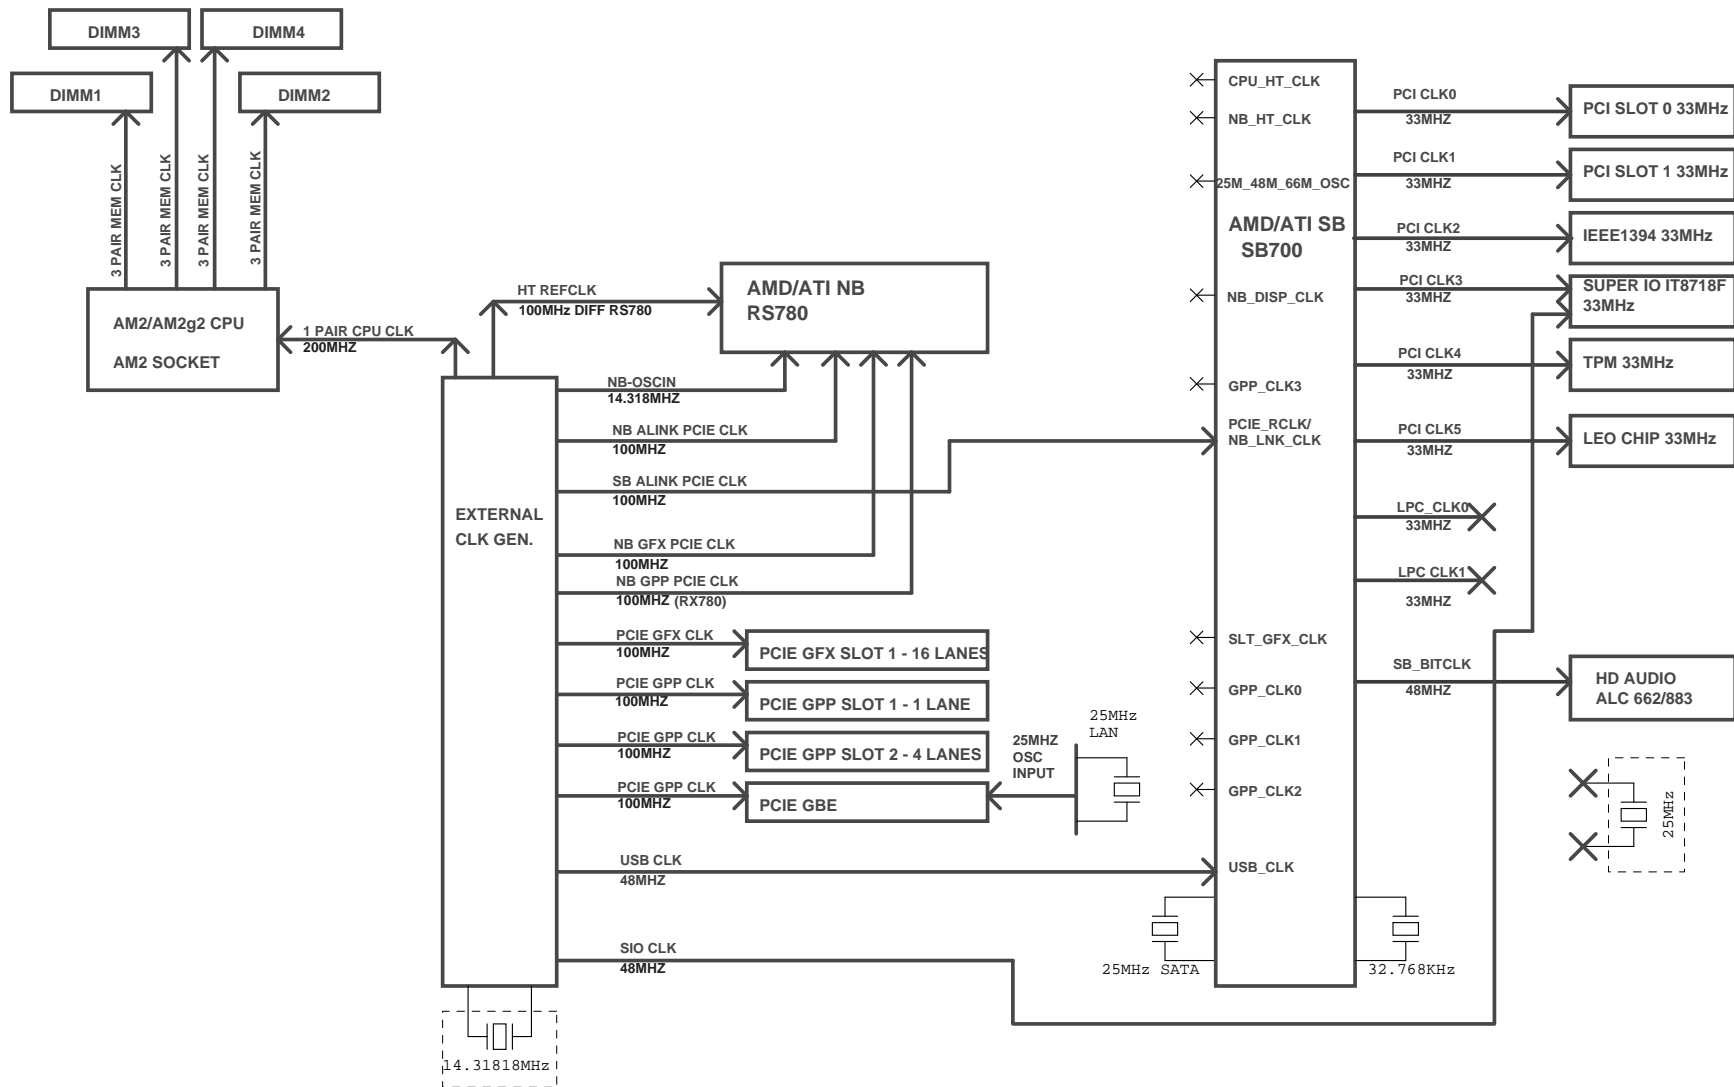 DIMM3
DIMM4
DIMM1
DIMM2
3 PAIR MEM CLK
3 PAIR MEM CLK
3 PAIR MEM CLK
3 PAIR MEM CLK
AM2/AM2g2 CPU
AM2 SOCKET
1 PAIR CPU CLK
200MHZ
HT REFCLK
100MHz DIFF RS780
AMD/ATI NB
RS780
EXTERNAL
CLK GEN.
NB-OSCIN
14.318MHZ
NB ALINK PCIE CLK
100MHZ
SB ALINK PCIE CLK
100MHZ
NB GFX PCIE CLK
100MHZ
NB GPP PCIE CLK
100MHZ (RX780)
PCIE GFX CLK
100MHZ
PCIE GFX SLOT 1 - 16 LANES
PCIE GPP CLK
100MHZ
PCIE GPP SLOT 1 - 1 LANE
PCIE GPP CLK
100MHZ
PCIE GPP SLOT 2 - 4 LANES
PCIE GPP CLK
100MHZ
PCIE GBE
25MHZ
OSC
INPUT
25MHz
LAN
USB CLK
48MHZ
SIO CLK
48MHZ
14.31818MHz
CPU_HT_CLK
NB_HT_CLK
25M_48M_66M_OSC
AMD/ATI SB
SB700
NB_DISP_CLK
GPP_CLK3
PCIE_RCLK/
NB_LNK_CLK
SLT_GFX_CLK
GPP_CLK0
GPP_CLK1
GPP_CLK2
USB_CLK
25MHz SATA
32.768KHz
PCI CLK0
33MHZ
PCI SLOT 0 33MHz
PCI CLK1
33MHZ
PCI SLOT 1 33MHz
PCI CLK2
33MHZ
IEEE1394 33MHz
PCI CLK3
33MHZ
SUPER IO IT8718F
33MHz
PCI CLK4
33MHZ
TPM 33MHz
PCI CLK5
33MHZ
LEO CHIP 33MHz
LPC_CLK0
33MHZ
LPC CLK1
33MHZ
SB_BITCLK
48MHZ
HD AUDIO
ALC 662/883
25MHz